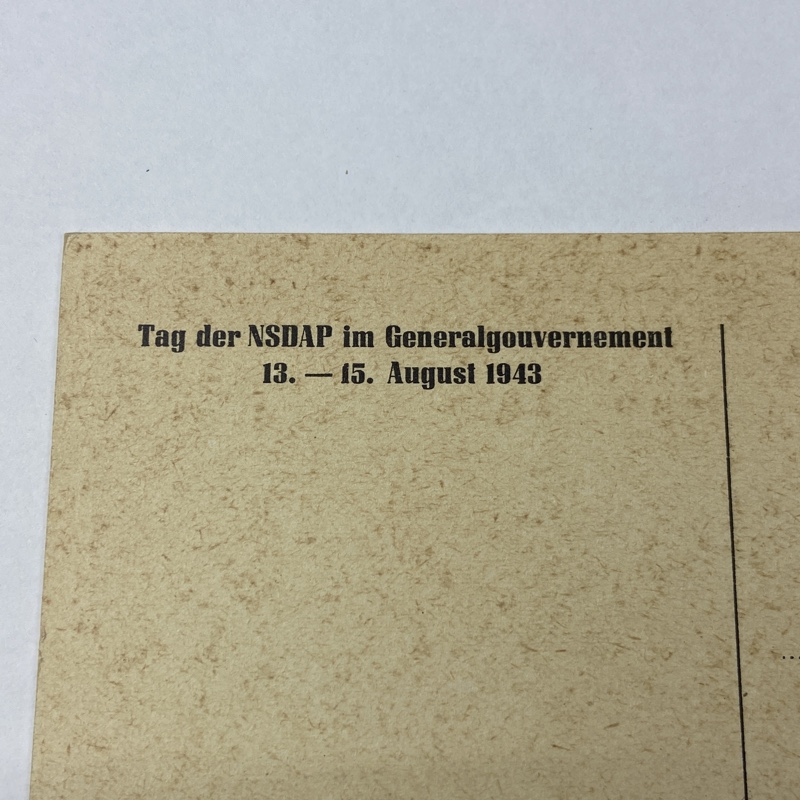 Tag der NSDAP im Generalgouvernement
13. — 15. August 1943